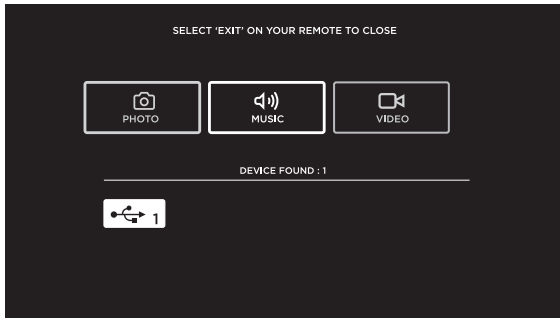 SELECT 'EXIT' ON YOUR REMOTE TO CLOSE
PHOTO
MUSIC
VIDEO
DEVICE FOUND : 1
1